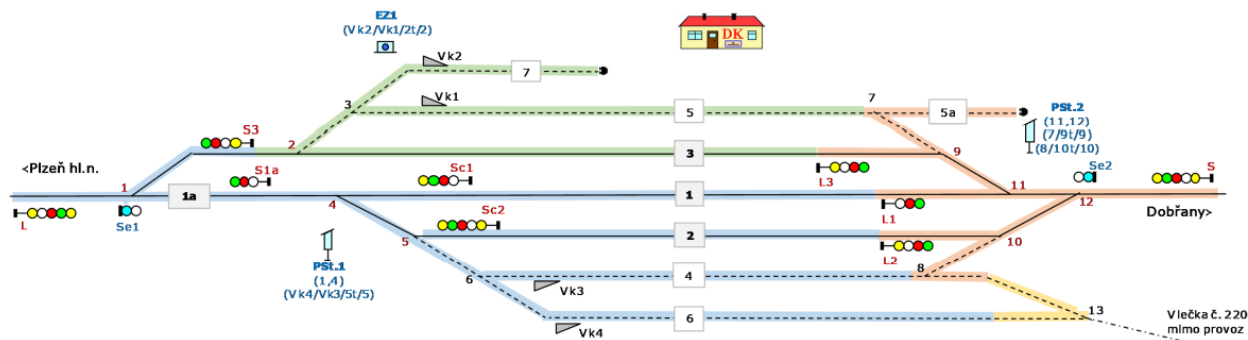 EZ1
(Vk2/Vk1/2t/2)
DK
Vk2
7
3
Vk1
5
7
5a
PSt.2
(11,12)
(7/9t/9)
(8/10t/10)
S3
2
3
9
<Plzeň hl.n.
S1a
Sc1
L3
Se2
S
1
1a
1
11
L
Se1
4
L1
12
Dobřany>
Sc2
5
2
10
L2
PSt.1
(1,4)
(Vk4/Vk3/5t/5)
6
4
8
Vk3
6
13
Vk4
Vlečka č. 220
mimo provoz